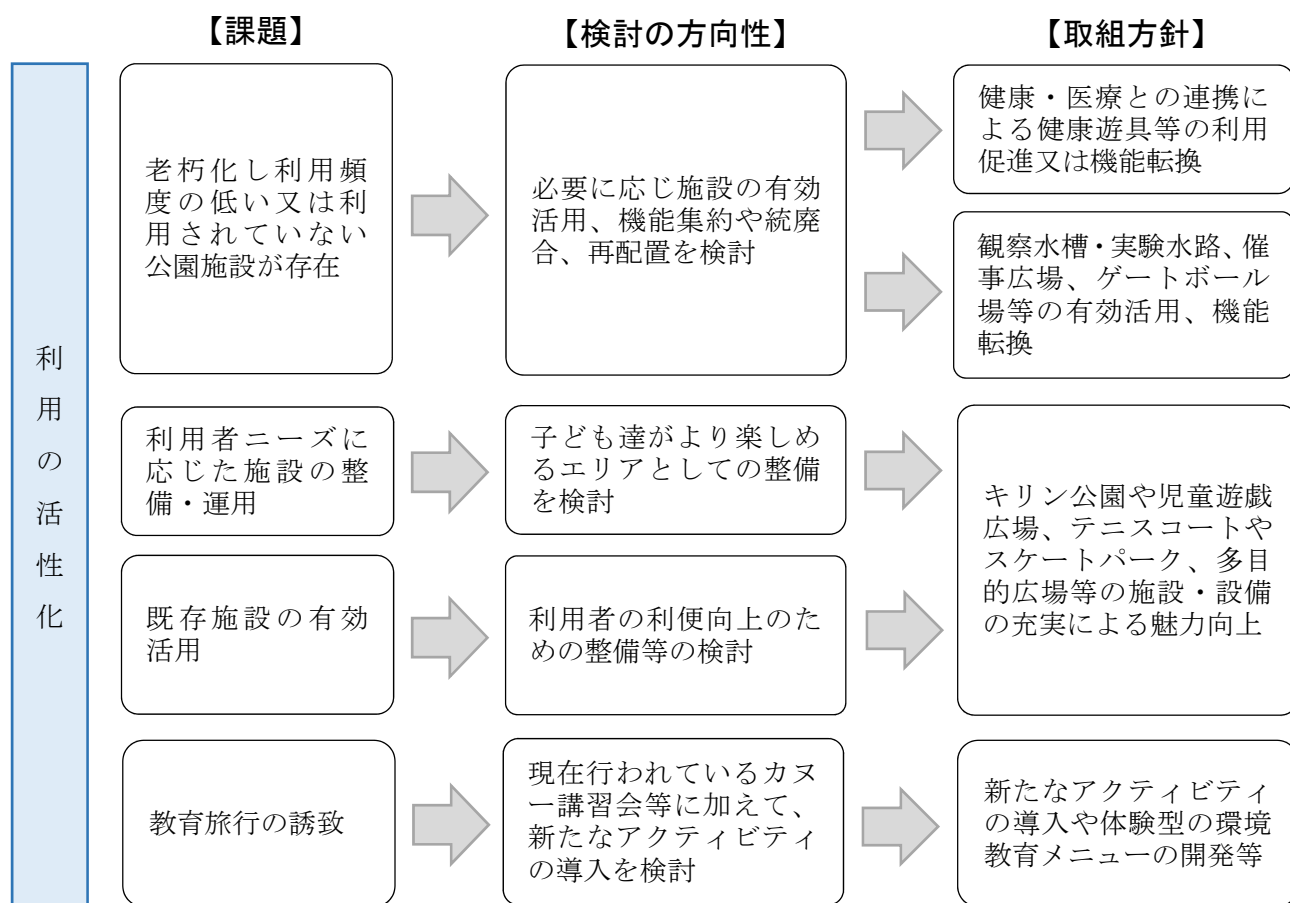 【課題】
【検討の方向性】
【取組方針】
利用の活性化
老朽化し利用頻
度の低い又は利
用されていない
公園施設が存在
必要に応じ施設の有効
活用、機能集約や統廃
合、再配置を検討
健康・医療との連携に
よる健康遊具等の利用
促進又は機能転換
観察水槽・実験水路、催
事広場、ゲートボール
場等の有効活用、機能
転換
利用者ニーズに
応じた施設の整
備・運用
子ども達がより楽しめ
るエリアとしての整備
を検討
キリン公園や児童遊戯
広場、テニスコートや
スケートパーク、多目
的広場等の施設・設備
の充実による魅力向上
既存施設の有効
活用
利用者の利便向上のた
めの整備等の検討
教育旅行の誘致
現在行われているカヌ
ー講習会等に加えて、
新たなアクティビティ
の導入を検討
新たなアクティビティ
の導入や体験型の環境
教育メニューの開発等